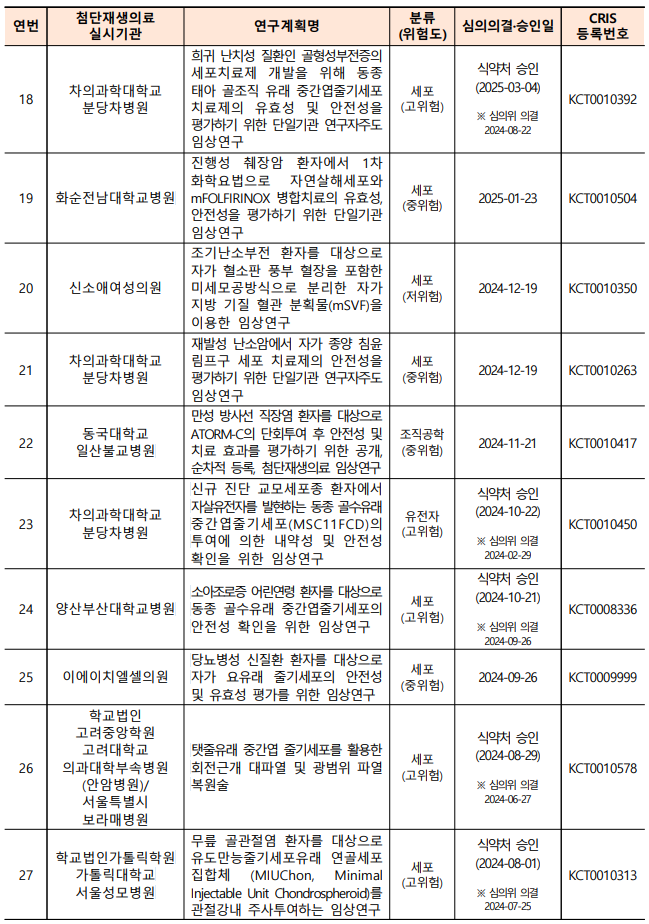 연번
첨단재생의료
실시기관
연구계획명
분류
(위험도)
심의의결·승인일
CRIS
등록번호
18
차의과학대학교
분당차병원
희귀 난치성 질환인 골형성부전증의
세포치료제 개발을 위해 동종
태아 골조직 유래 중간엽줄기세포
치료제의 유효성 및 안전성을
평가하기 위한 단일기관 연구자주도
임상연구
세포
(고위험)
식약처 승인
(2025-03-04)
※ 심의위 의결
2024-08-22
KCT0010392
19
화순전남대학교병원
진행성 췌장암 환자에서 1차
화학요법으로 자연살해세포와
mFOLFIRINOX 병합치료의 유효성,
안전성을 평가하기 위한 단일기관
임상연구
세포
(중위험)
2025-01-23
KCT0010504
20
신소애여성의원
조기난소부전 환자를 대상으로
자가 혈소판 풍부 혈장을 포함한
미세모공방식으로 분리한 자가
지방 기질 혈관 분획물(mSVF)을
이용한 임상연구
세포
(저위험)
2024-12-19
KCT0010350
21
차의과학대학교
분당차병원
재발성 난소암에서 자가 종양 침윤
림프구 세포 치료제의 안전성을
평가하기 위한 단일기관 연구자주도
임상연구
세포
(중위험)
2024-12-19
KCT0010263
22
동국대학교
일산불교병원
만성 방사선 직장염 환자를 대상으로
ATORM-C의 단회투여 후 안전성 및
치료 효과를 평가하기 위한 공개,
순차적 등록, 첨단재생의료 임상연구
조직공학
(중위험)
2024-11-21
KCT0010417
23
차의과학대학교
분당차병원
신규 진단 교모세포종 환자에서
자살유전자를 발현하는 동종 골수유래
중간엽줄기세포(MSC11FCD)의
투여에 의한 내약성 및 안전성
확인을 위한 임상연구
유전자
(고위험)
식약처 승인
(2024-10-22)
※ 심의위 의결
2024-02-29
KCT0010450
24
양산부산대학교병원
소아조로증 어린연령 환자를 대상으로
동종 골수유래 중간엽줄기세포의
안전성 확인을 위한 임상연구
세포
(고위험)
식약처 승인
(2024-10-21)
※ 심의위 의결
2024-09-26
KCT0008336
25
이에이치엘셀의원
당뇨병성 신질환 환자를 대상으로
자가 요유래 줄기세포의 안전성
및 유효성 평가를 위한 임상연구
세포
(중위험)
2024-09-26
KCT0009999
26
학교법인
고려중앙학원
고려대학교
의과대학부속병원
(안암병원)/
서울특별시
보라매병원
탯줄유래 중간엽 줄기세포를 활용한
회전근개 대파열 및 광범위 파열
복원술
세포
(고위험)
식약처 승인
(2024-08-29)
※ 심의위 의결
2024-06-27
KCT0010578
27
학교법인가톨릭학원
가톨릭대학교
서울성모병원
무릎 골관절염 환자를 대상으로
유도만능줄기세포유래 연골세포
집합체 (MIUChon, Minimal
Injectable Unit Chondrospheroid)를
관절강내 주사투여하는 임상연구
세포
(고위험)
식약처 승인
(2024-08-01)
※ 심의위 의결
2024-07-25
KCT0010313